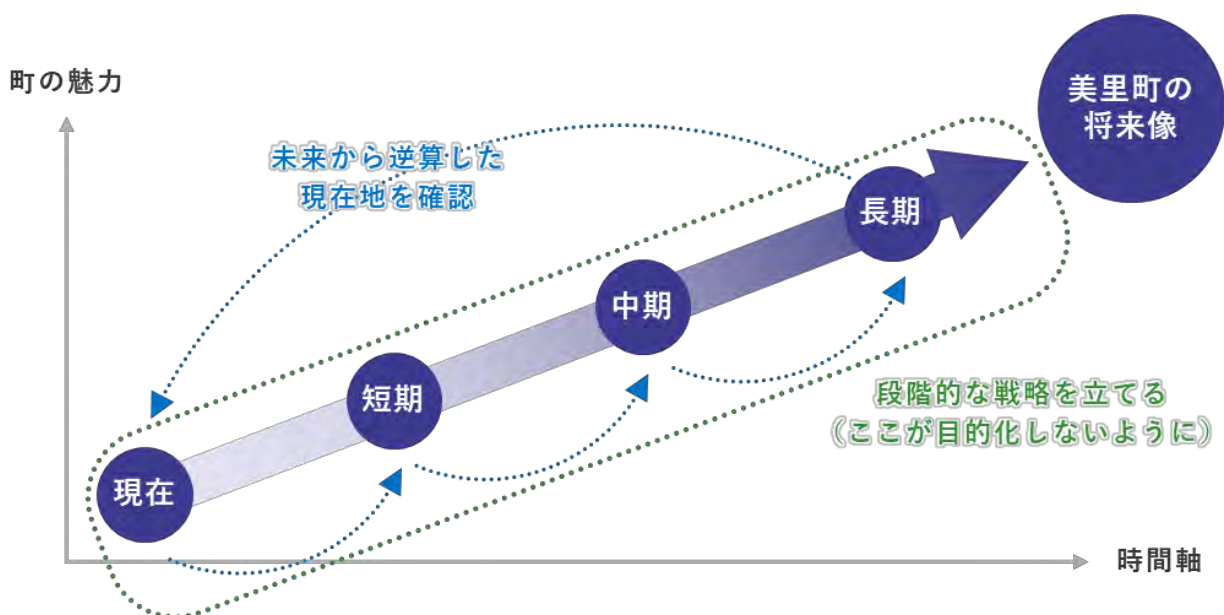 町の魅力
美里町の
将来像
未来から逆算した
現在地を確認
長期
中期
短期
段階的な戦略を立てる
（ここが目的化しないように）
現在
時間軸